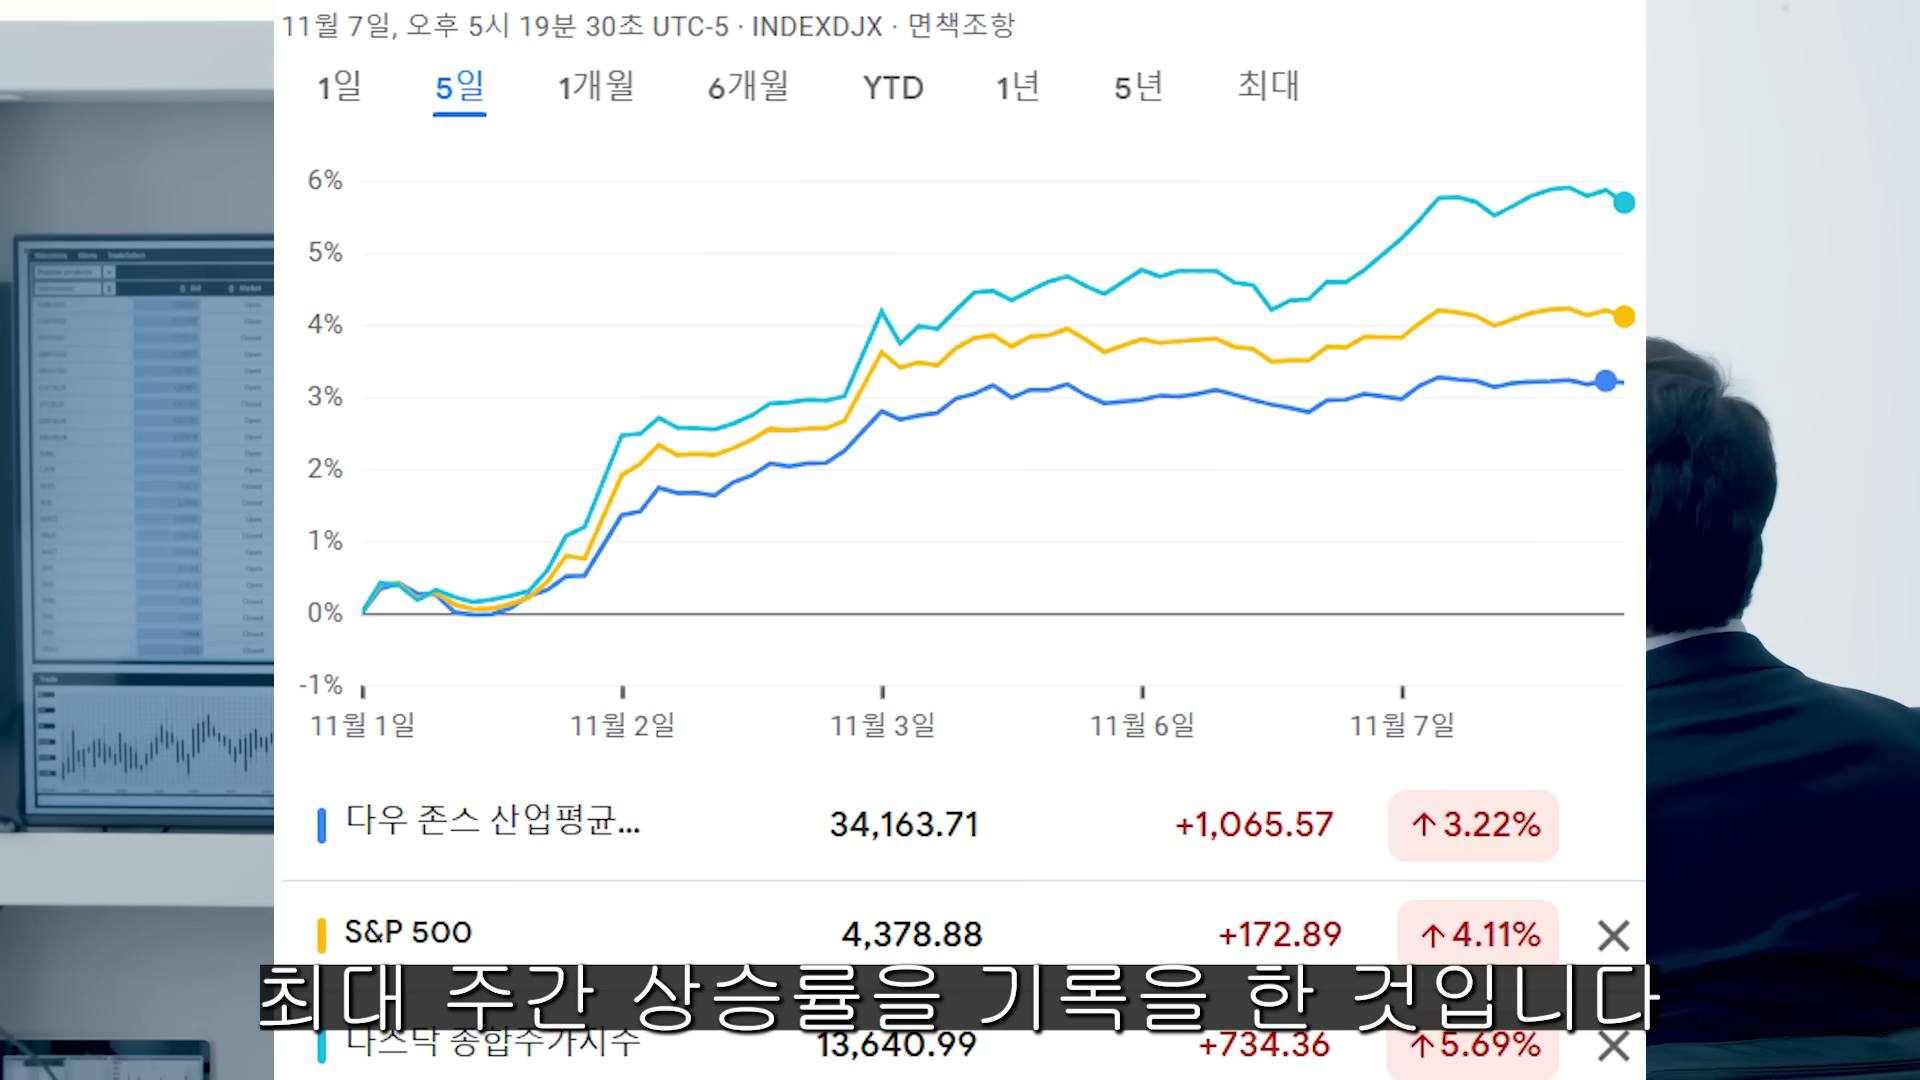 11월 7일, 오후 5시 19분 30초 UTC-5 · INDEXDJX · 면책조항
1일 5일 1개월 6개월 YTD 1년 5년 최대
6%
5%
4%
3%
2%
1%
0%
-1%
11월 1일 11월 2일 11월 3일 11월 6일 11월 7일
다우 존스 산업평균... 34,163.71 +1,065.57 ↑3.22%
S&P 500 4,378.88 +172.89 ↑4.11%
최대 주간 상승률을 기록을 한 것입니다
나스닥 종합주가지수 13,640.99 +734.36 ↑5.69%